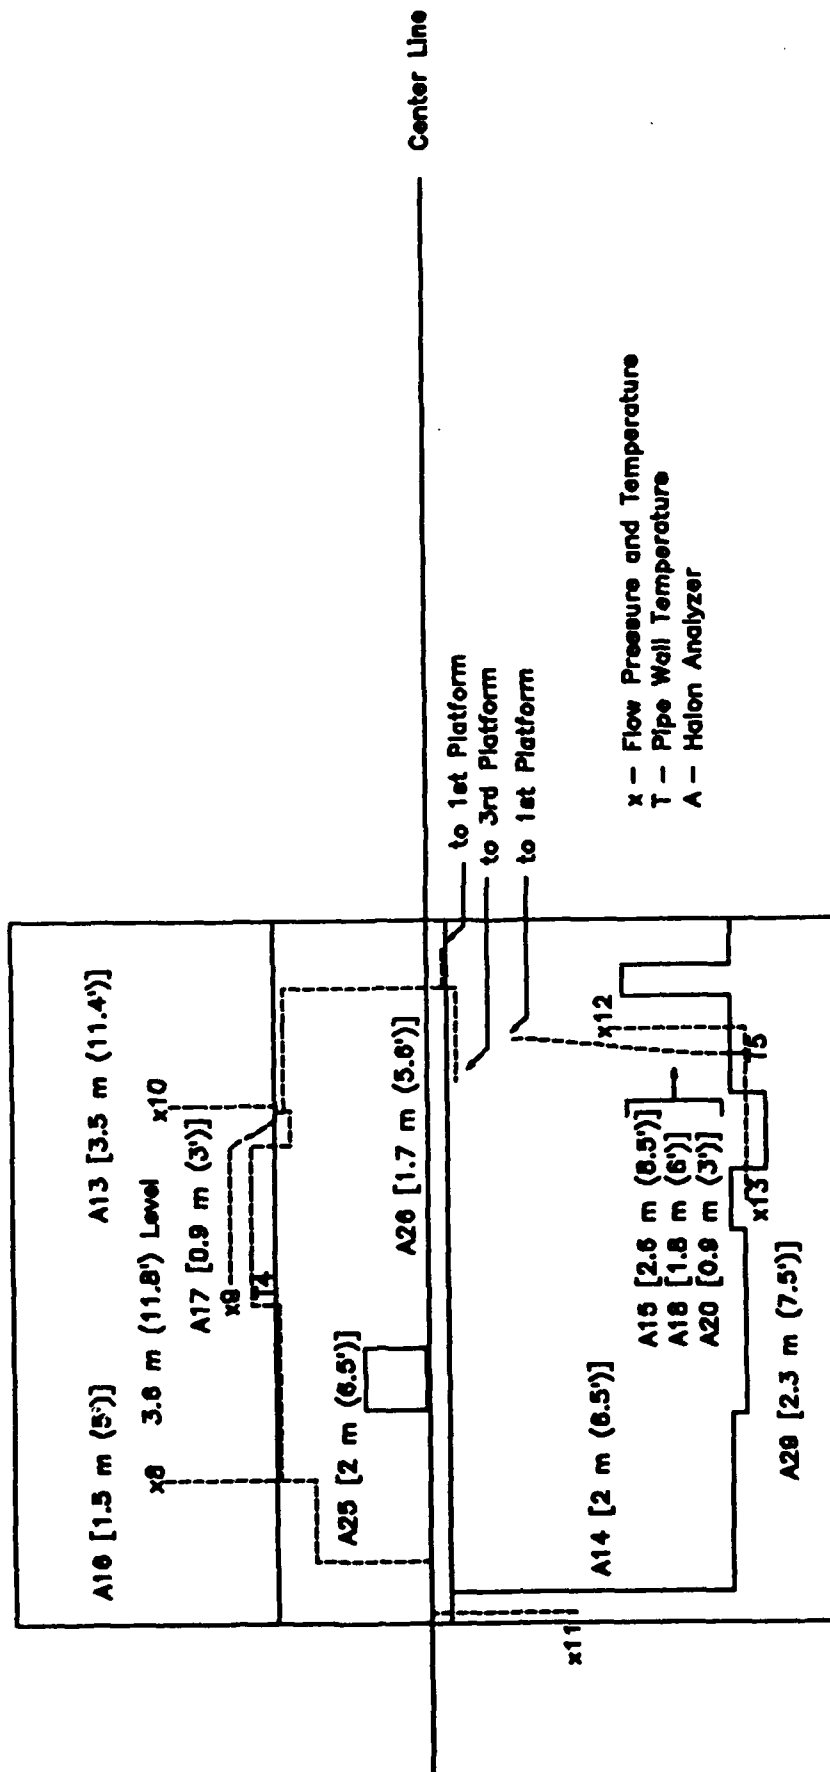 A16 [1.5 m (5')]
A13 [3.5 m (11.4')]
x8
3.6 m (11.8') Level
x10
A17 [0.9 m (3')]
x9
T4
A25 [2 m (6.5')]
A26 [1.7 m (5.6')]
Center Line
to 1st Platform
to 3rd Platform
to 1st Platform
x11
A14 [2 m (6.5')]
x12
A15 [2.6 m (8.5')]
A18 [1.8 m (6')]
A20 [0.9 m (3')]
T5
x13
A29 [2.3 m (7.5')]
x – Flow Pressure and Temperature
T – Pipe Wall Temperature
A – Halon Analyzer